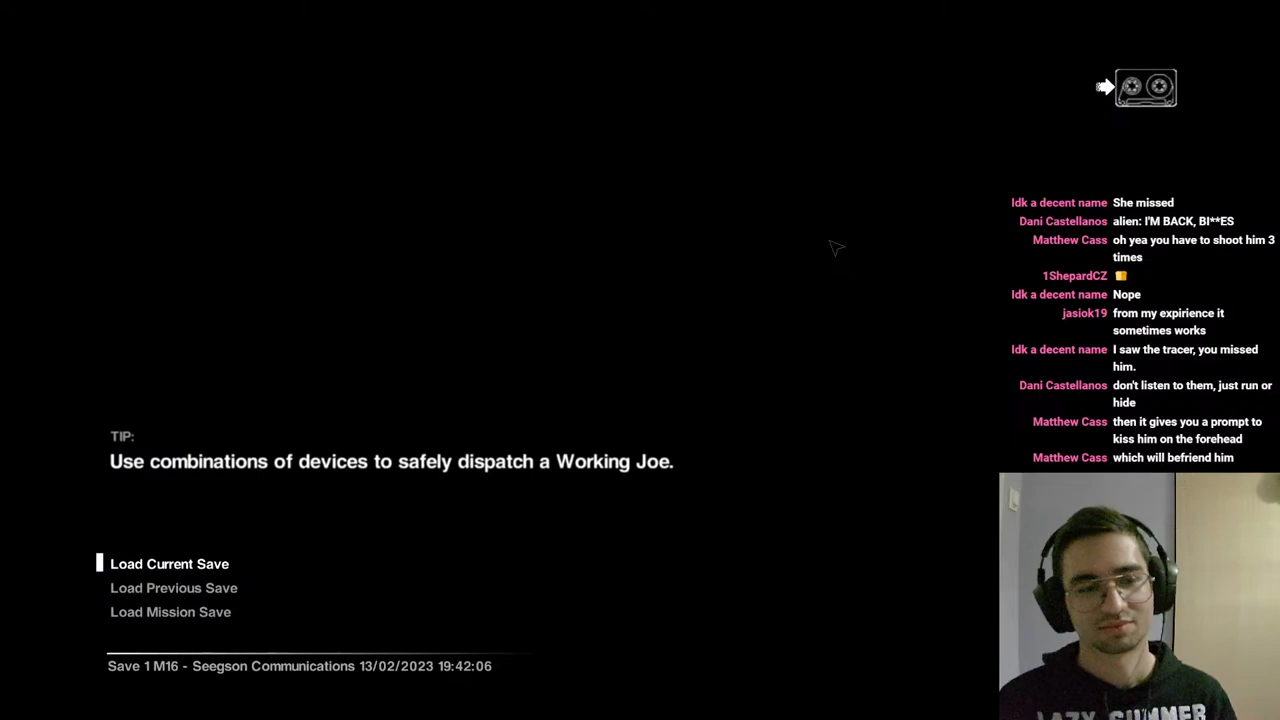 Idk a decent name She missed
Dani Castellanos alien: I'M BACK, BI**ES
Matthew Cass oh yea you have to shoot him 3
times
1ShepardCZ 🍞
Idk a decent name Nope
jasiok19 from my expirience it
sometimes works
Idk a decent name I saw the tracer, you missed
him.
Dani Castellanos don't listen to them, just run or
hide
Matthew Cass then it gives you a prompt to
kiss him on the forehead
Matthew Cass which will befriend him
TIP:
Use combinations of devices to safely dispatch a Working Joe.
Load Current Save
Load Previous Save
Load Mission Save
Save 1 M16 - Seegson Communications 13/02/2023 19:42:06
LAZY SUMMER